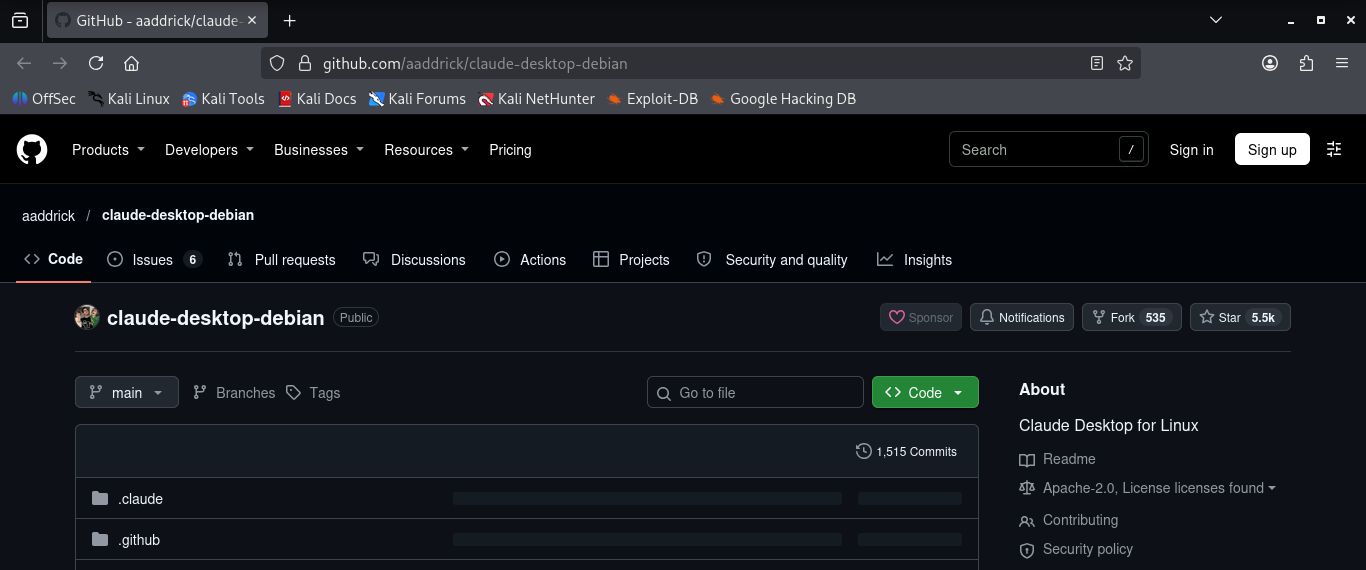 GitHub - aaddrick/claude-
github.com/aaddrick/claude-desktop-debian
OffSec Kali Linux Kali Tools Kali Docs Kali Forums Kali NetHunter Exploit-DB Google Hacking DB
Products Developers Businesses Resources Pricing Search / Sign in Sign up
aaddrick / claude-desktop-debian
Code Issues 6 Pull requests Discussions Actions Projects Security and quality Insights
claude-desktop-debian Public Sponsor Notifications Fork 535 Star 5.5k
main Branches Tags Go to file Code
About
Claude Desktop for Linux
1,515 Commits
Readme
Apache-2.0, License licenses found
.claude
Contributing
.github
Security policy